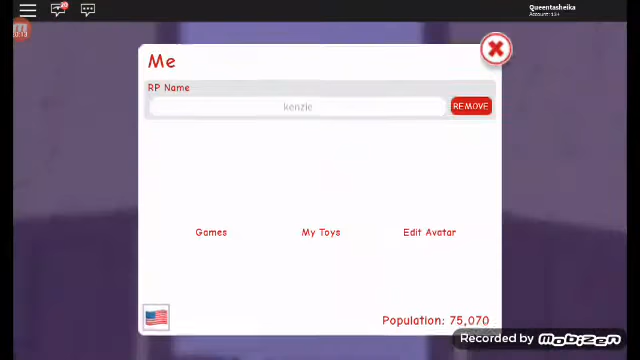 20
Queentasheika
Account: 13+
Me
RP Name
kenzie
REMOVE
Games
My Toys
Edit Avatar
Population: 75,070
Recorded by MOBIZEN